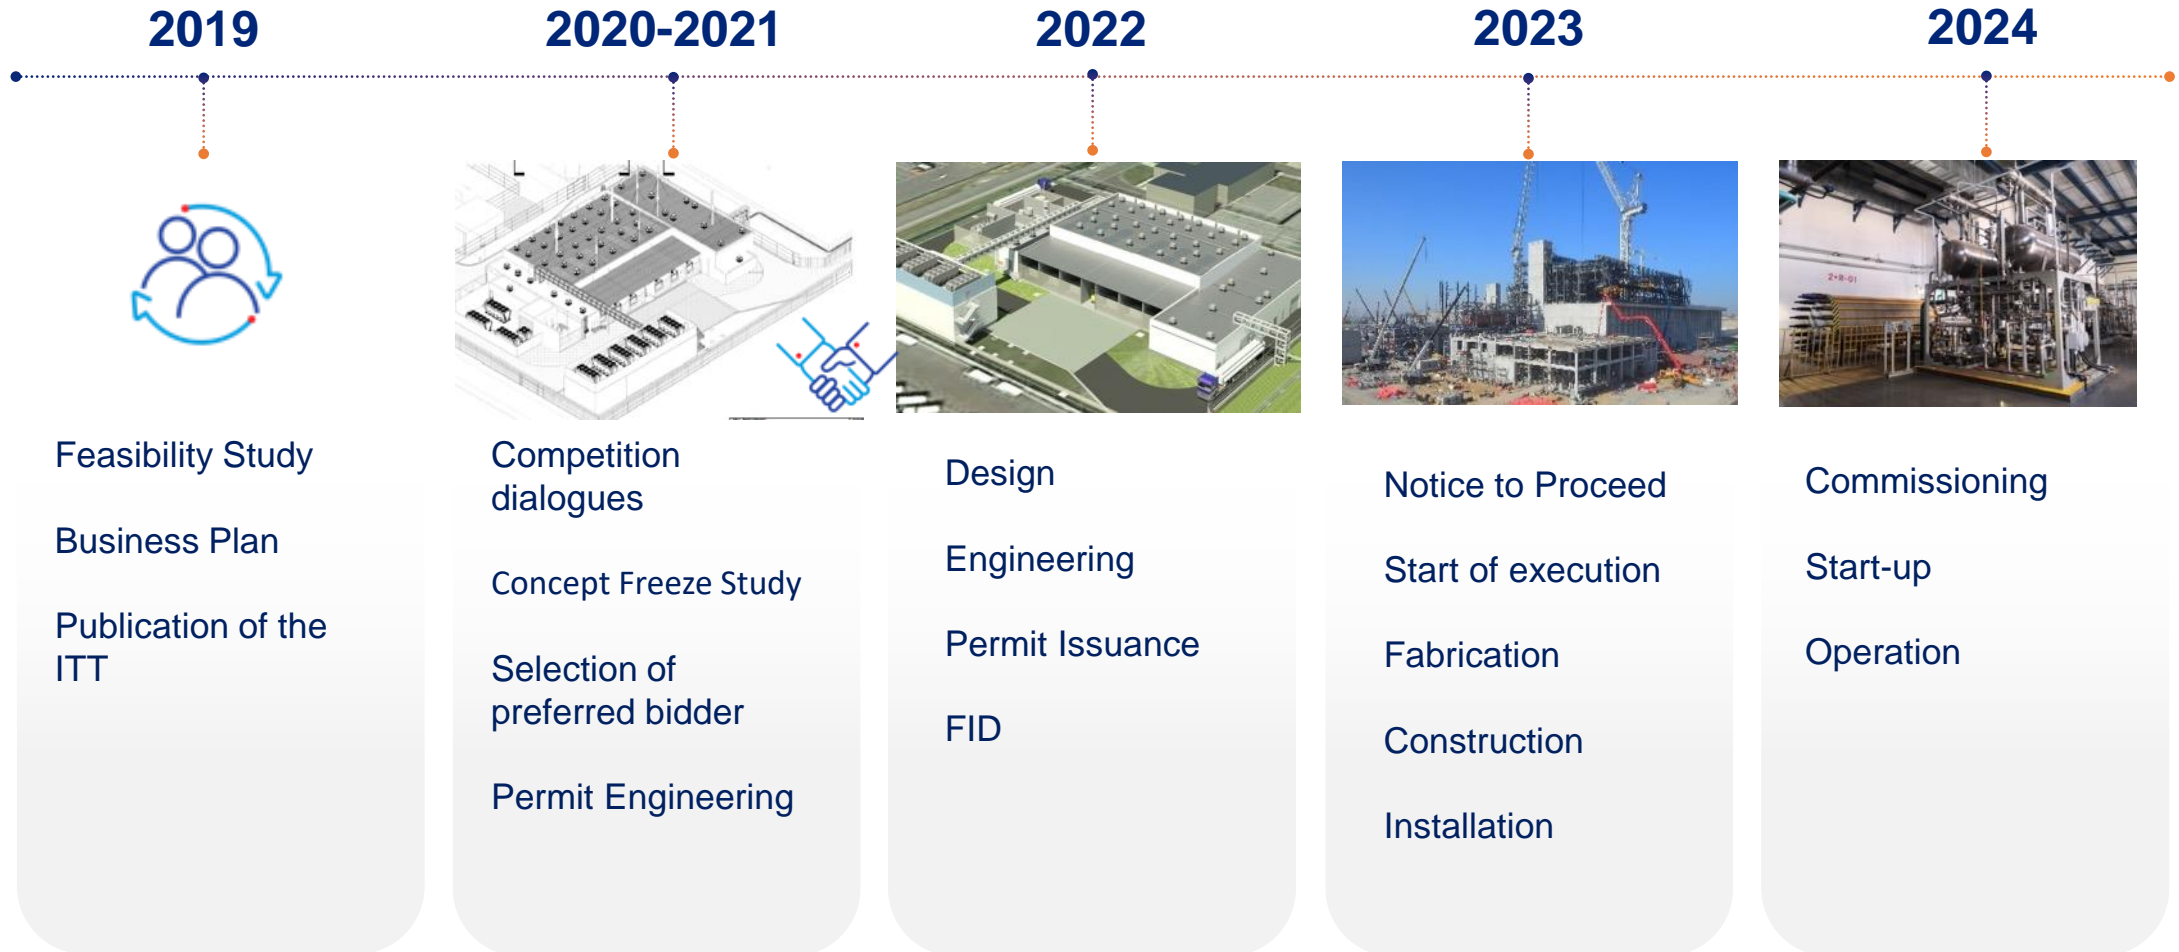 2019
2020-2021
2022
2023
2024
Feasibility Study
Business Plan
Publication of the
ITT
Competition
dialogues
Concept Freeze Study
Selection of
preferred bidder
Permit Engineering
Design
Engineering
Permit Issuance
FID
Notice to Proceed
Start of execution
Fabrication
Construction
Installation
2-R-01
Commissioning
Start-up
Operation